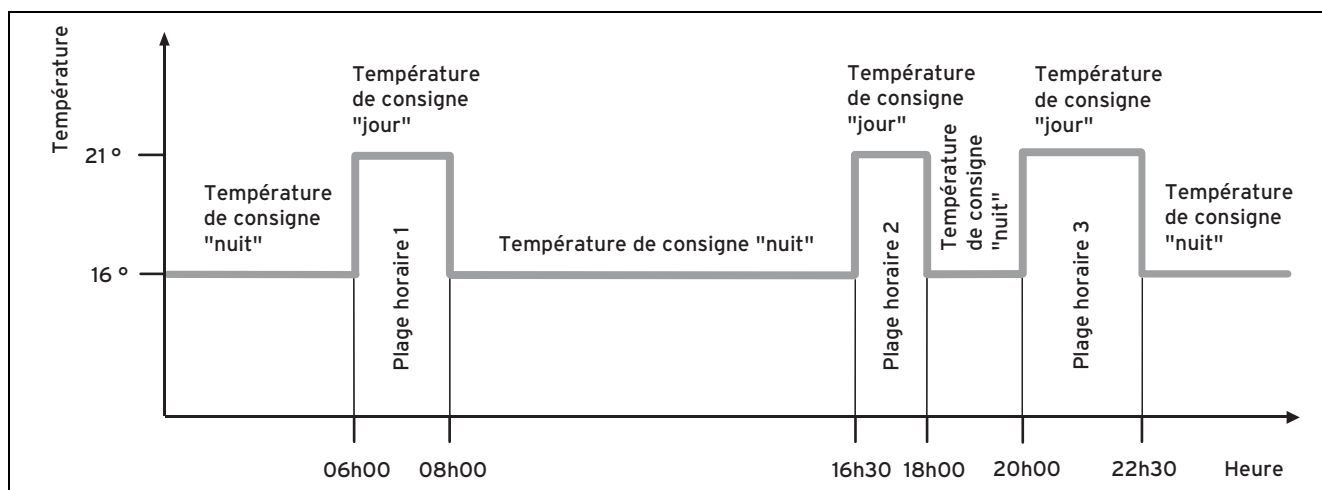 Température
Température
de consigne
"jour"
Température
de consigne
"jour"
Température
de consigne
"jour"
21 °
Température
de consigne
"nuit"
Température de consigne "nuit"
Température
de consigne
"nuit"
Température
de consigne
"nuit"
16 °
Plage horaire 1
Plage horaire 2
Plage horaire 3
06h00
08h00
16h30
18h00
20h00
22h30
Heure